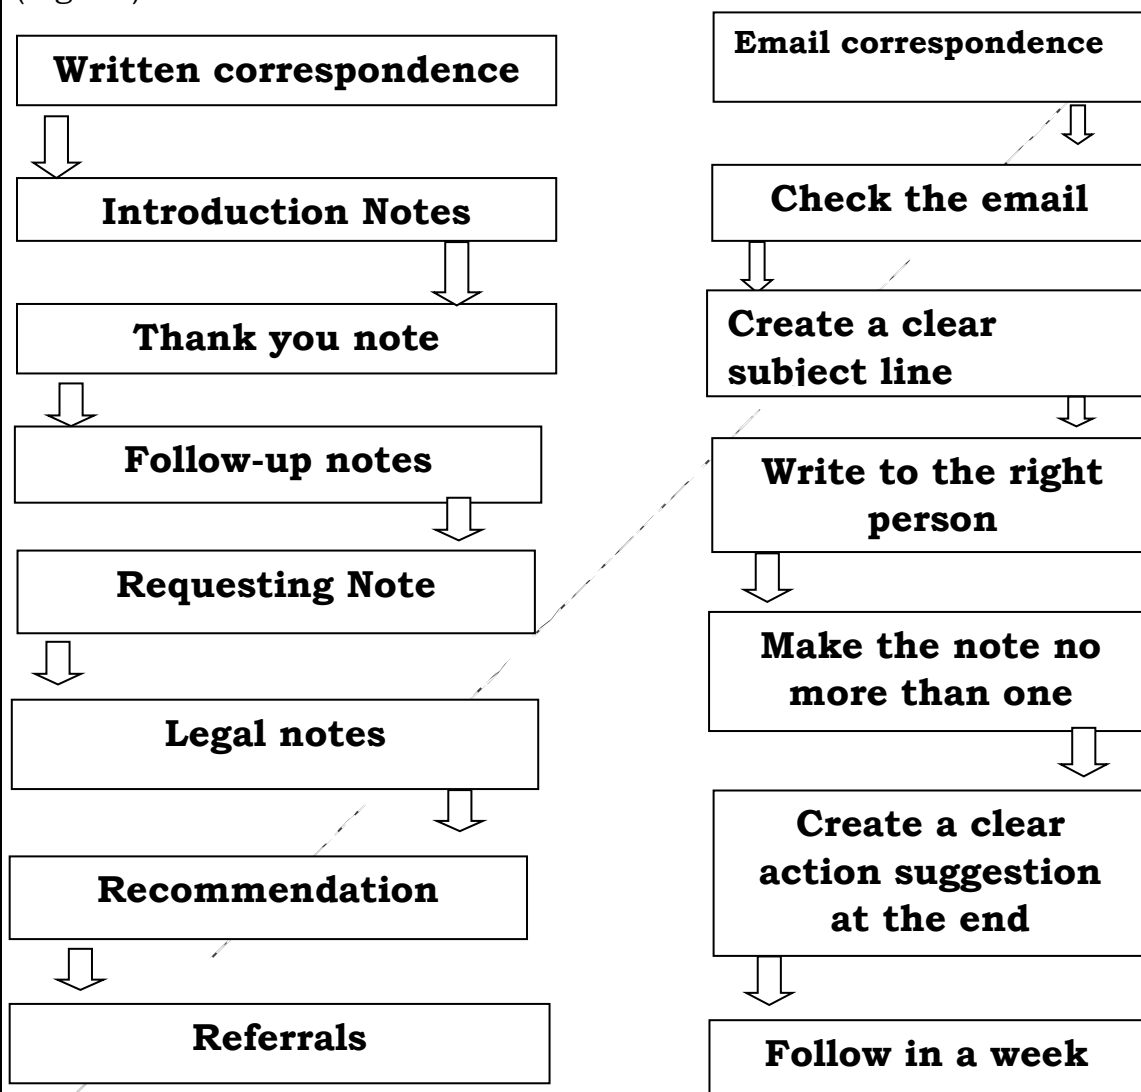 Written correspondence
Introduction Notes
Thank you note
Follow-up notes
Requesting Note
Legal notes
Recommendation
Referrals
Email correspondence
Check the email
Create a clear
subject line
Write to the right
person
Make the note no
more than one
Create a clear
action suggestion
at the end
Follow in a week